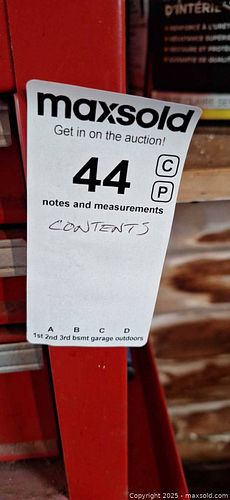 D'INTÉRIE
maxsold
Get in on the auction!
44
C
P
notes and measurements
CONTENTS
A B C D
1st 2nd 3rd bsmt garage outdoors
Copyright 2025 - maxsold.com